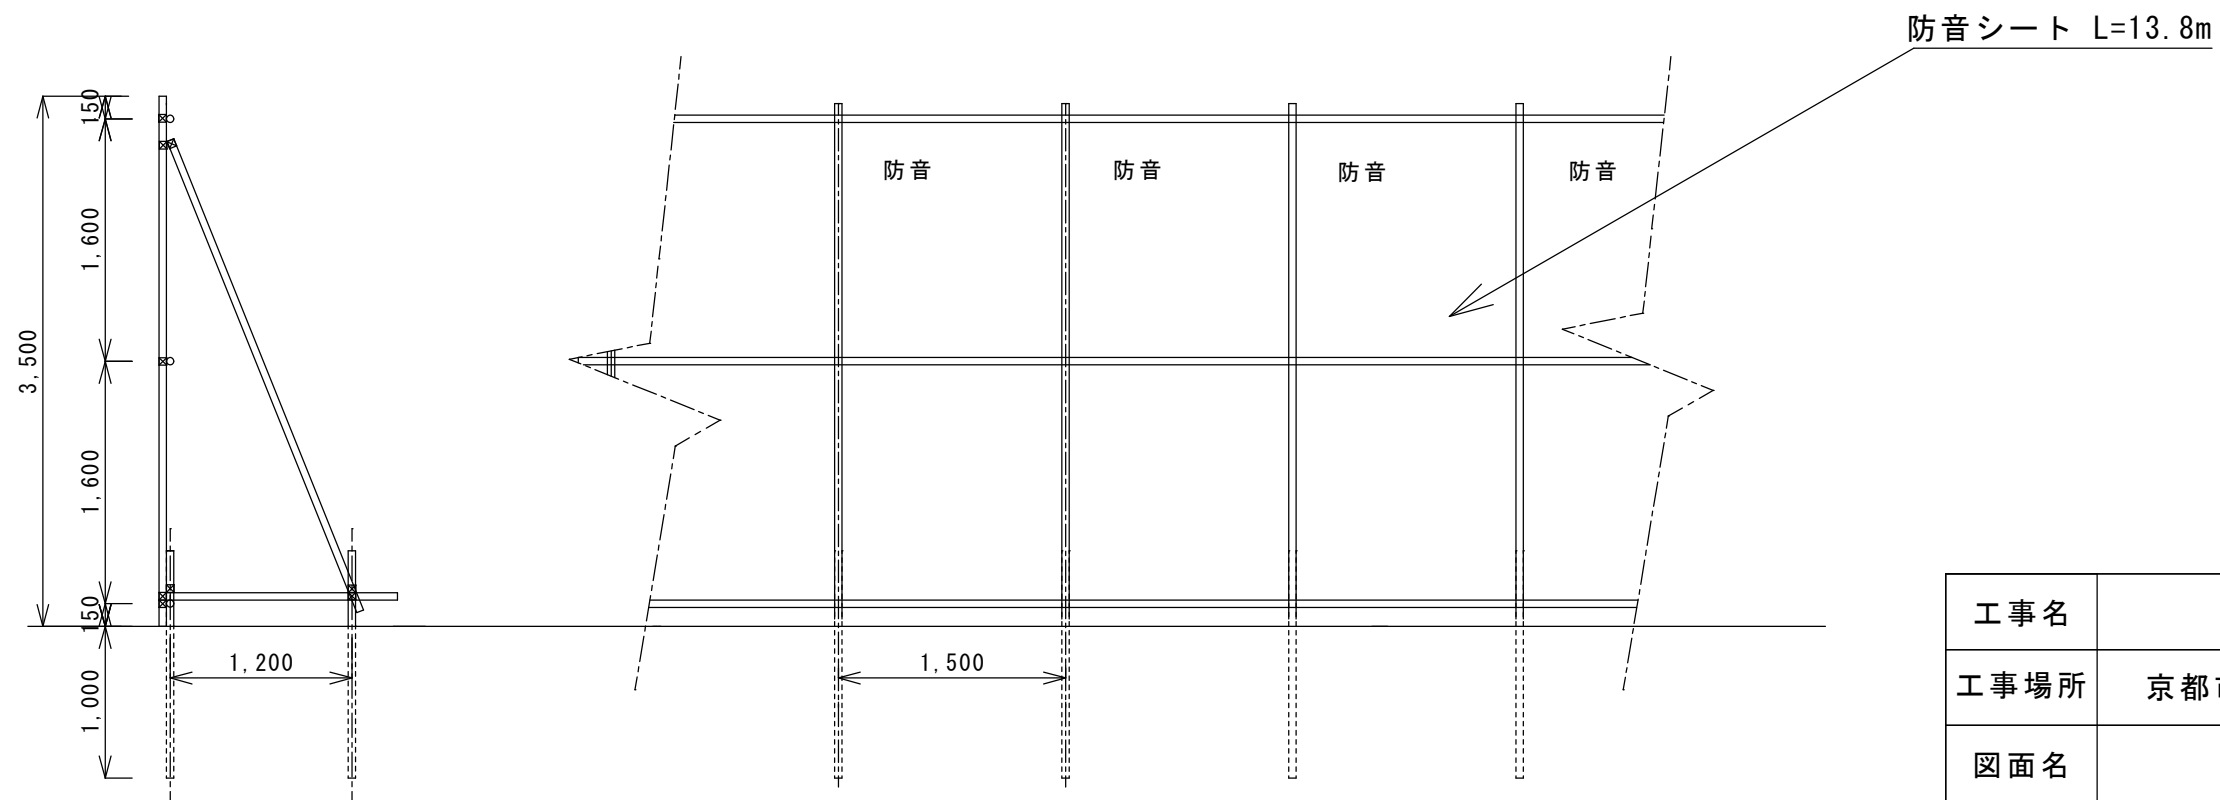 防音シート L=13.8m
150
1,600
3,500
1,600
150
1,000
1,200
防音
防音
防音
防音
1,500
工事名
工事場所 京都
図面名